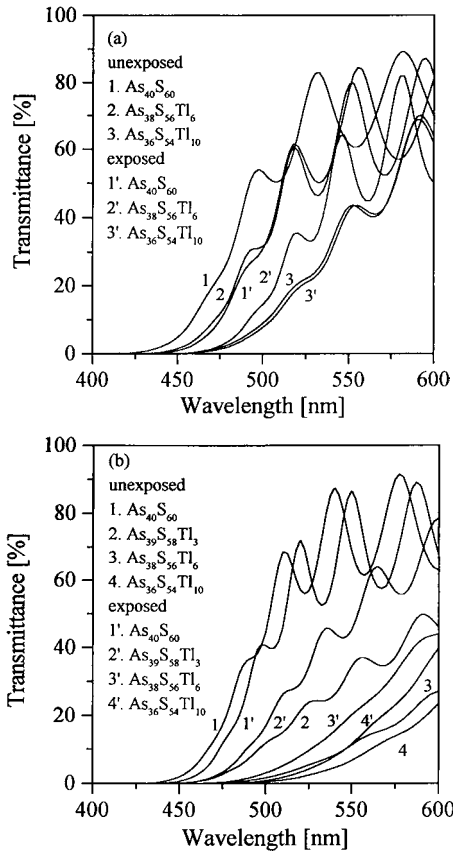 (a)
unexposed
1. As40S60
2. As38S56Tl6
3. As36S54Tl10
exposed
1'. As40S60
2'. As38S56Tl6
3'. As36S54Tl10
100
80
60
40
20
0
Transmittance [%]
1
2
1'
2'
3
3'
400
450
500
550
600
Wavelength [nm]
(b)
unexposed
1. As40S60
2. As39S58Tl3
3. As38S56Tl6
4. As36S54Tl10
exposed
1'. As40S60
2'. As39S58Tl3
3'. As38S56Tl6
4'. As36S54Tl10
100
80
60
40
20
0
Transmittance [%]
1
1'
2'
2
3'
4'
3
4
400
450
500
550
600
Wavelength [nm]